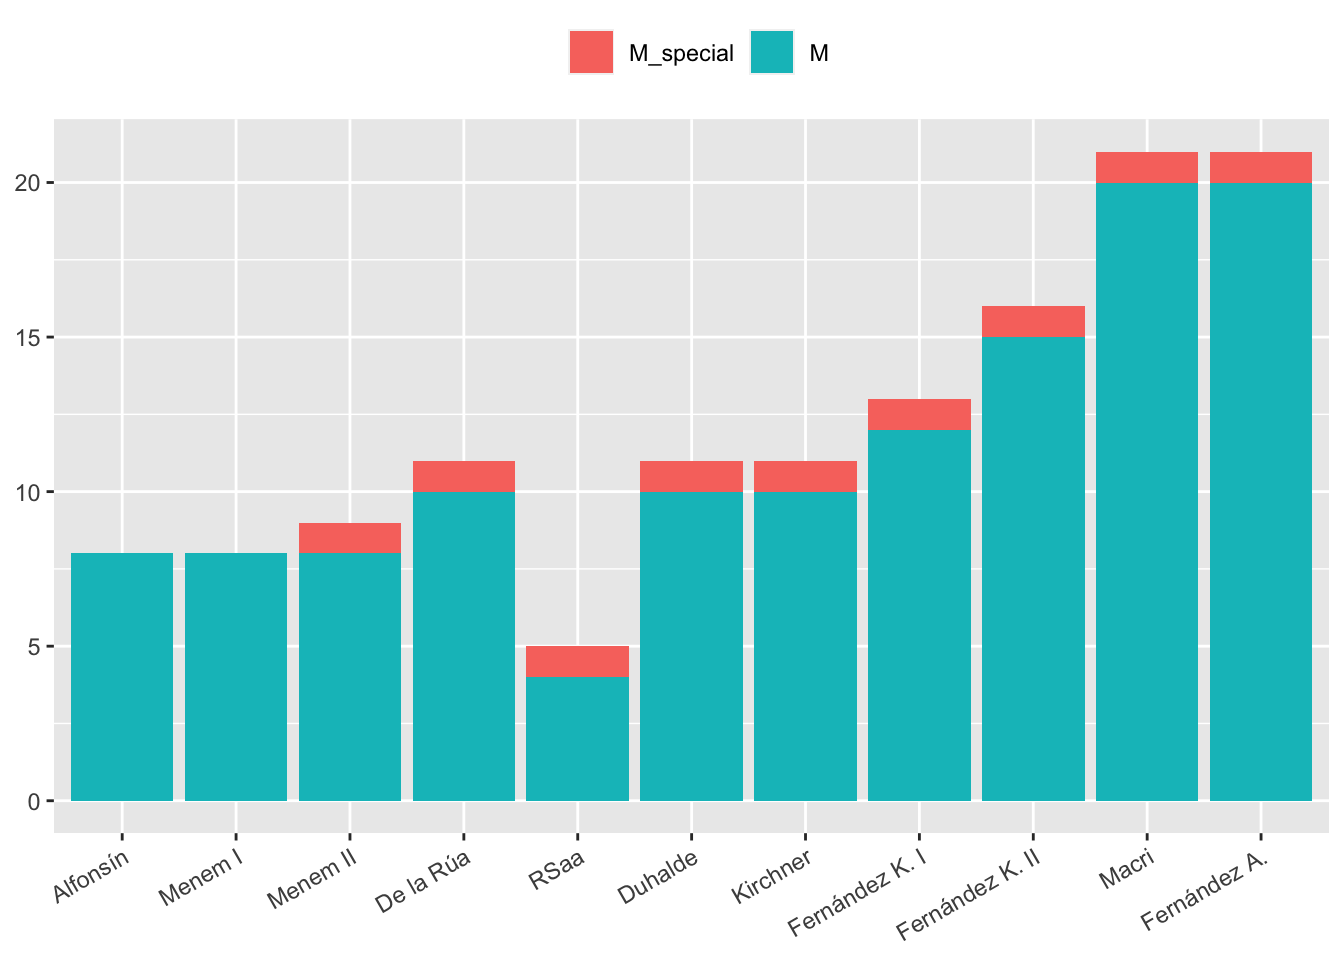 M_special M
20
15
10
5
0
Alfonsín
Menem I
Menem II
De la Rúa
RSaa
Duhalde
Kirchner
Fernández K. I
Fernández K. II
Macri
Fernández A.